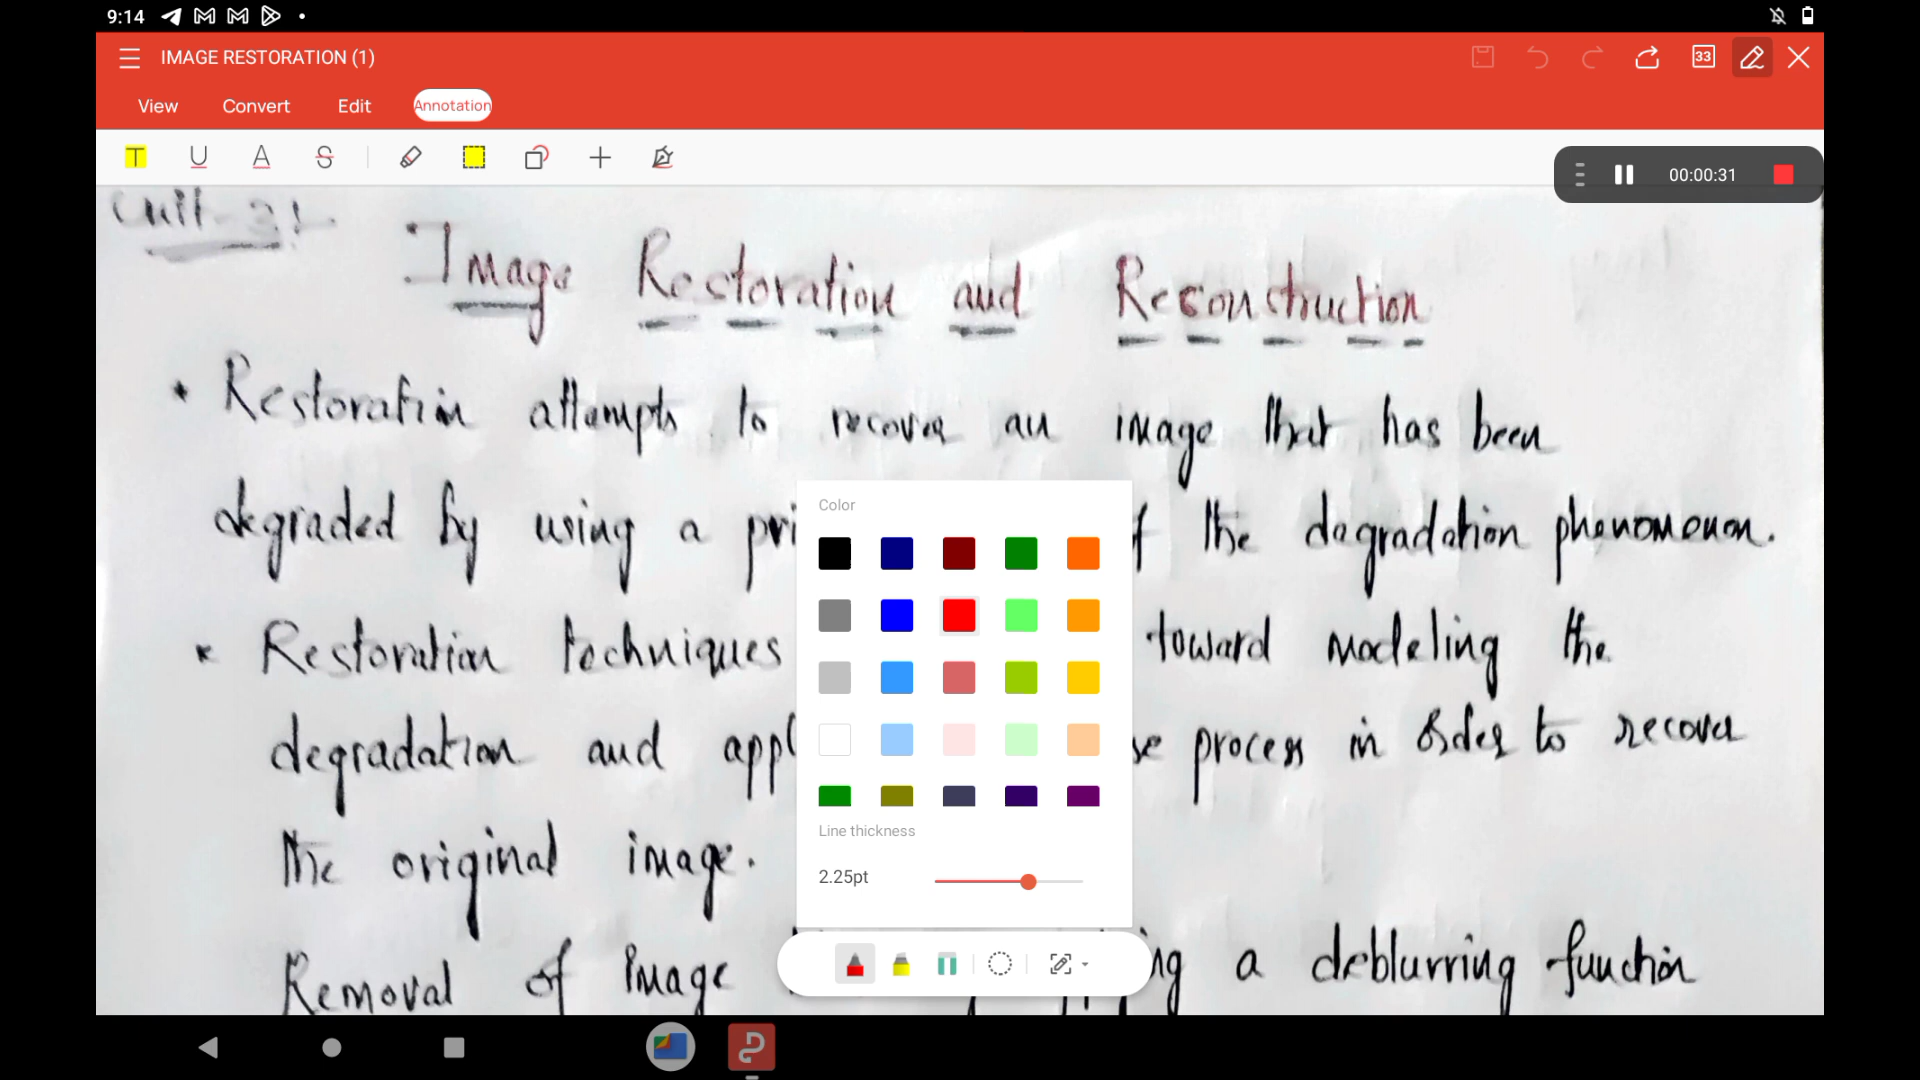 9:14
IMAGE RESTORATION (1)
33
View Convert Edit Annotation
T U A S
00:00:31
Unit-3:
Image Restoration and Reconstruction
* Restoration attempts to recover an image that has been
degraded by using a pri f the degradation phenomenon.
* Restoration techniques toward modeling the
degradation and appl se process in order to recover
the original image.
Removal of Image ng a deblurring function
Color
Line thickness
2.25pt